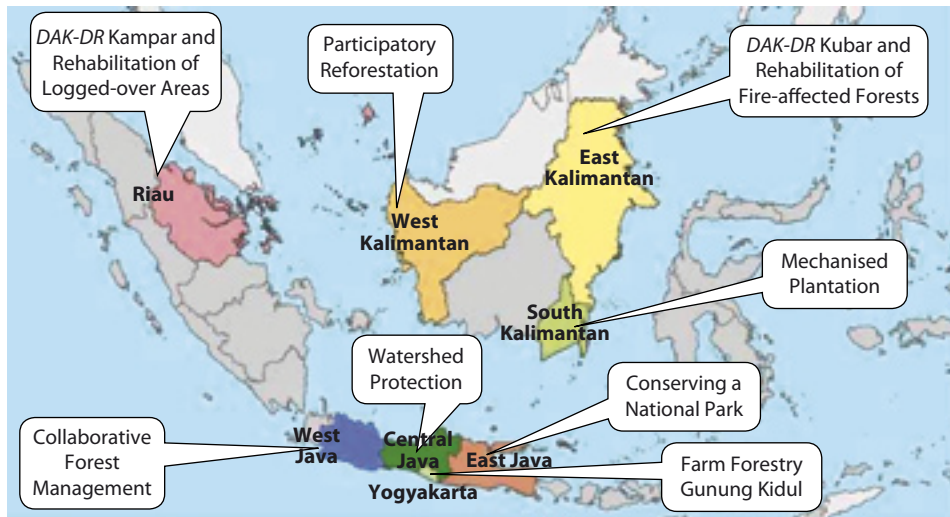 DAK-DR Kampar and
Rehabilitation of
Logged-over Areas
Participatory
Reforestation
DAK-DR Kubar and
Rehabilitation of
Fire-affected Forests
Riau
West
Kalimantan
East
Kalimantan
South
Kalimantan
Mechanised
Plantation
Watershed
Protection
Conserving a
National Park
Collaborative
Forest
Management
West
Java
Central
Java
East Java
Yogyakarta
Farm Forestry
Gunung Kidul